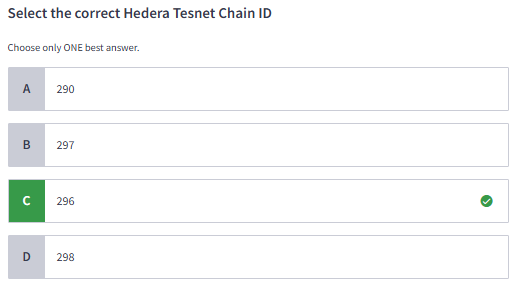 Select the correct Hedera Tesnet Chain ID
Choose only ONE best answer.
A 290
B 297
C 296
D 298